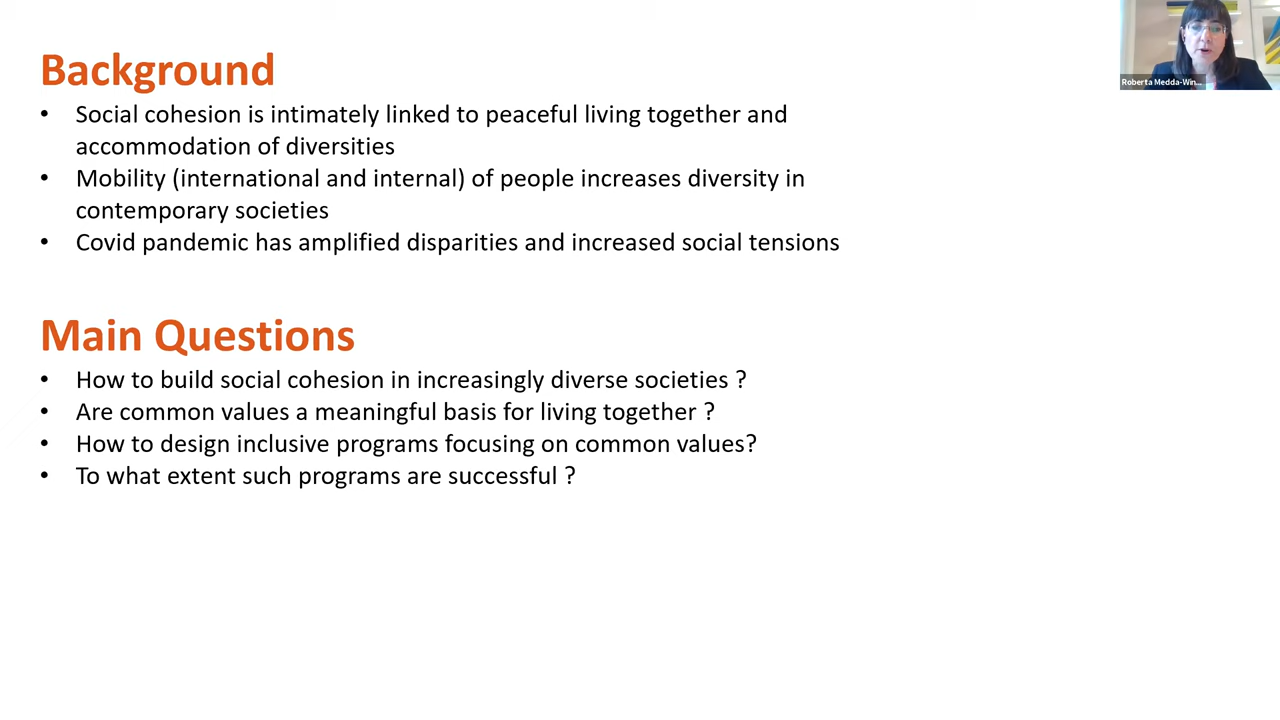 Background
• Social cohesion is intimately linked to peaceful living together and
accommodation of diversities
• Mobility (international and internal) of people increases diversity in
contemporary societies
• Covid pandemic has amplified disparities and increased social tensions
Main Questions
• How to build social cohesion in increasingly diverse societies ?
• Are common values a meaningful basis for living together ?
• How to design inclusive programs focusing on common values?
• To what extent such programs are successful ?
Roberta Medda-Win...